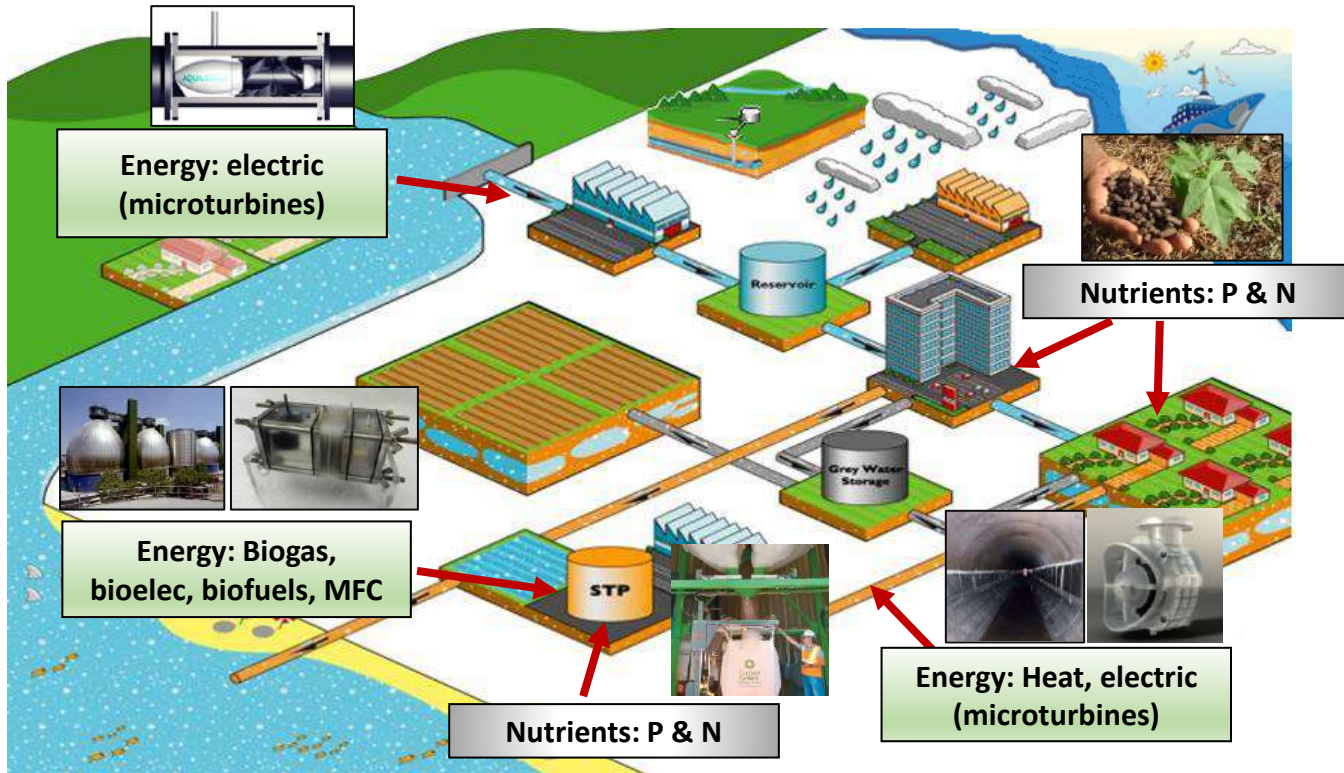 Energy: electric
(microturbines)
Reservoir
Nutrients: P & N
Grey Water
Storage
Energy: Biogas,
bioelec, biofuels, MFC
STP
Energy: Heat, electric
(microturbines)
Nutrients: P & N